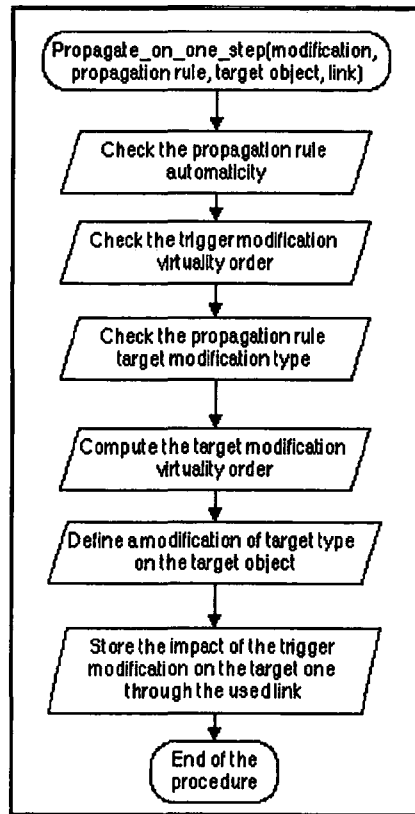 Propagate_on_one_step(modification,
propagation rule, target object, link)
Check the propagation rule
automaticity
Check the trigger modification
virtuality order
Check the propagation rule
target modification type
Compute the target modification
virtuality order
Define a modification of target type
on the target object
Store the impact of the trigger
modification on the target one
through the used link
End of the
procedure